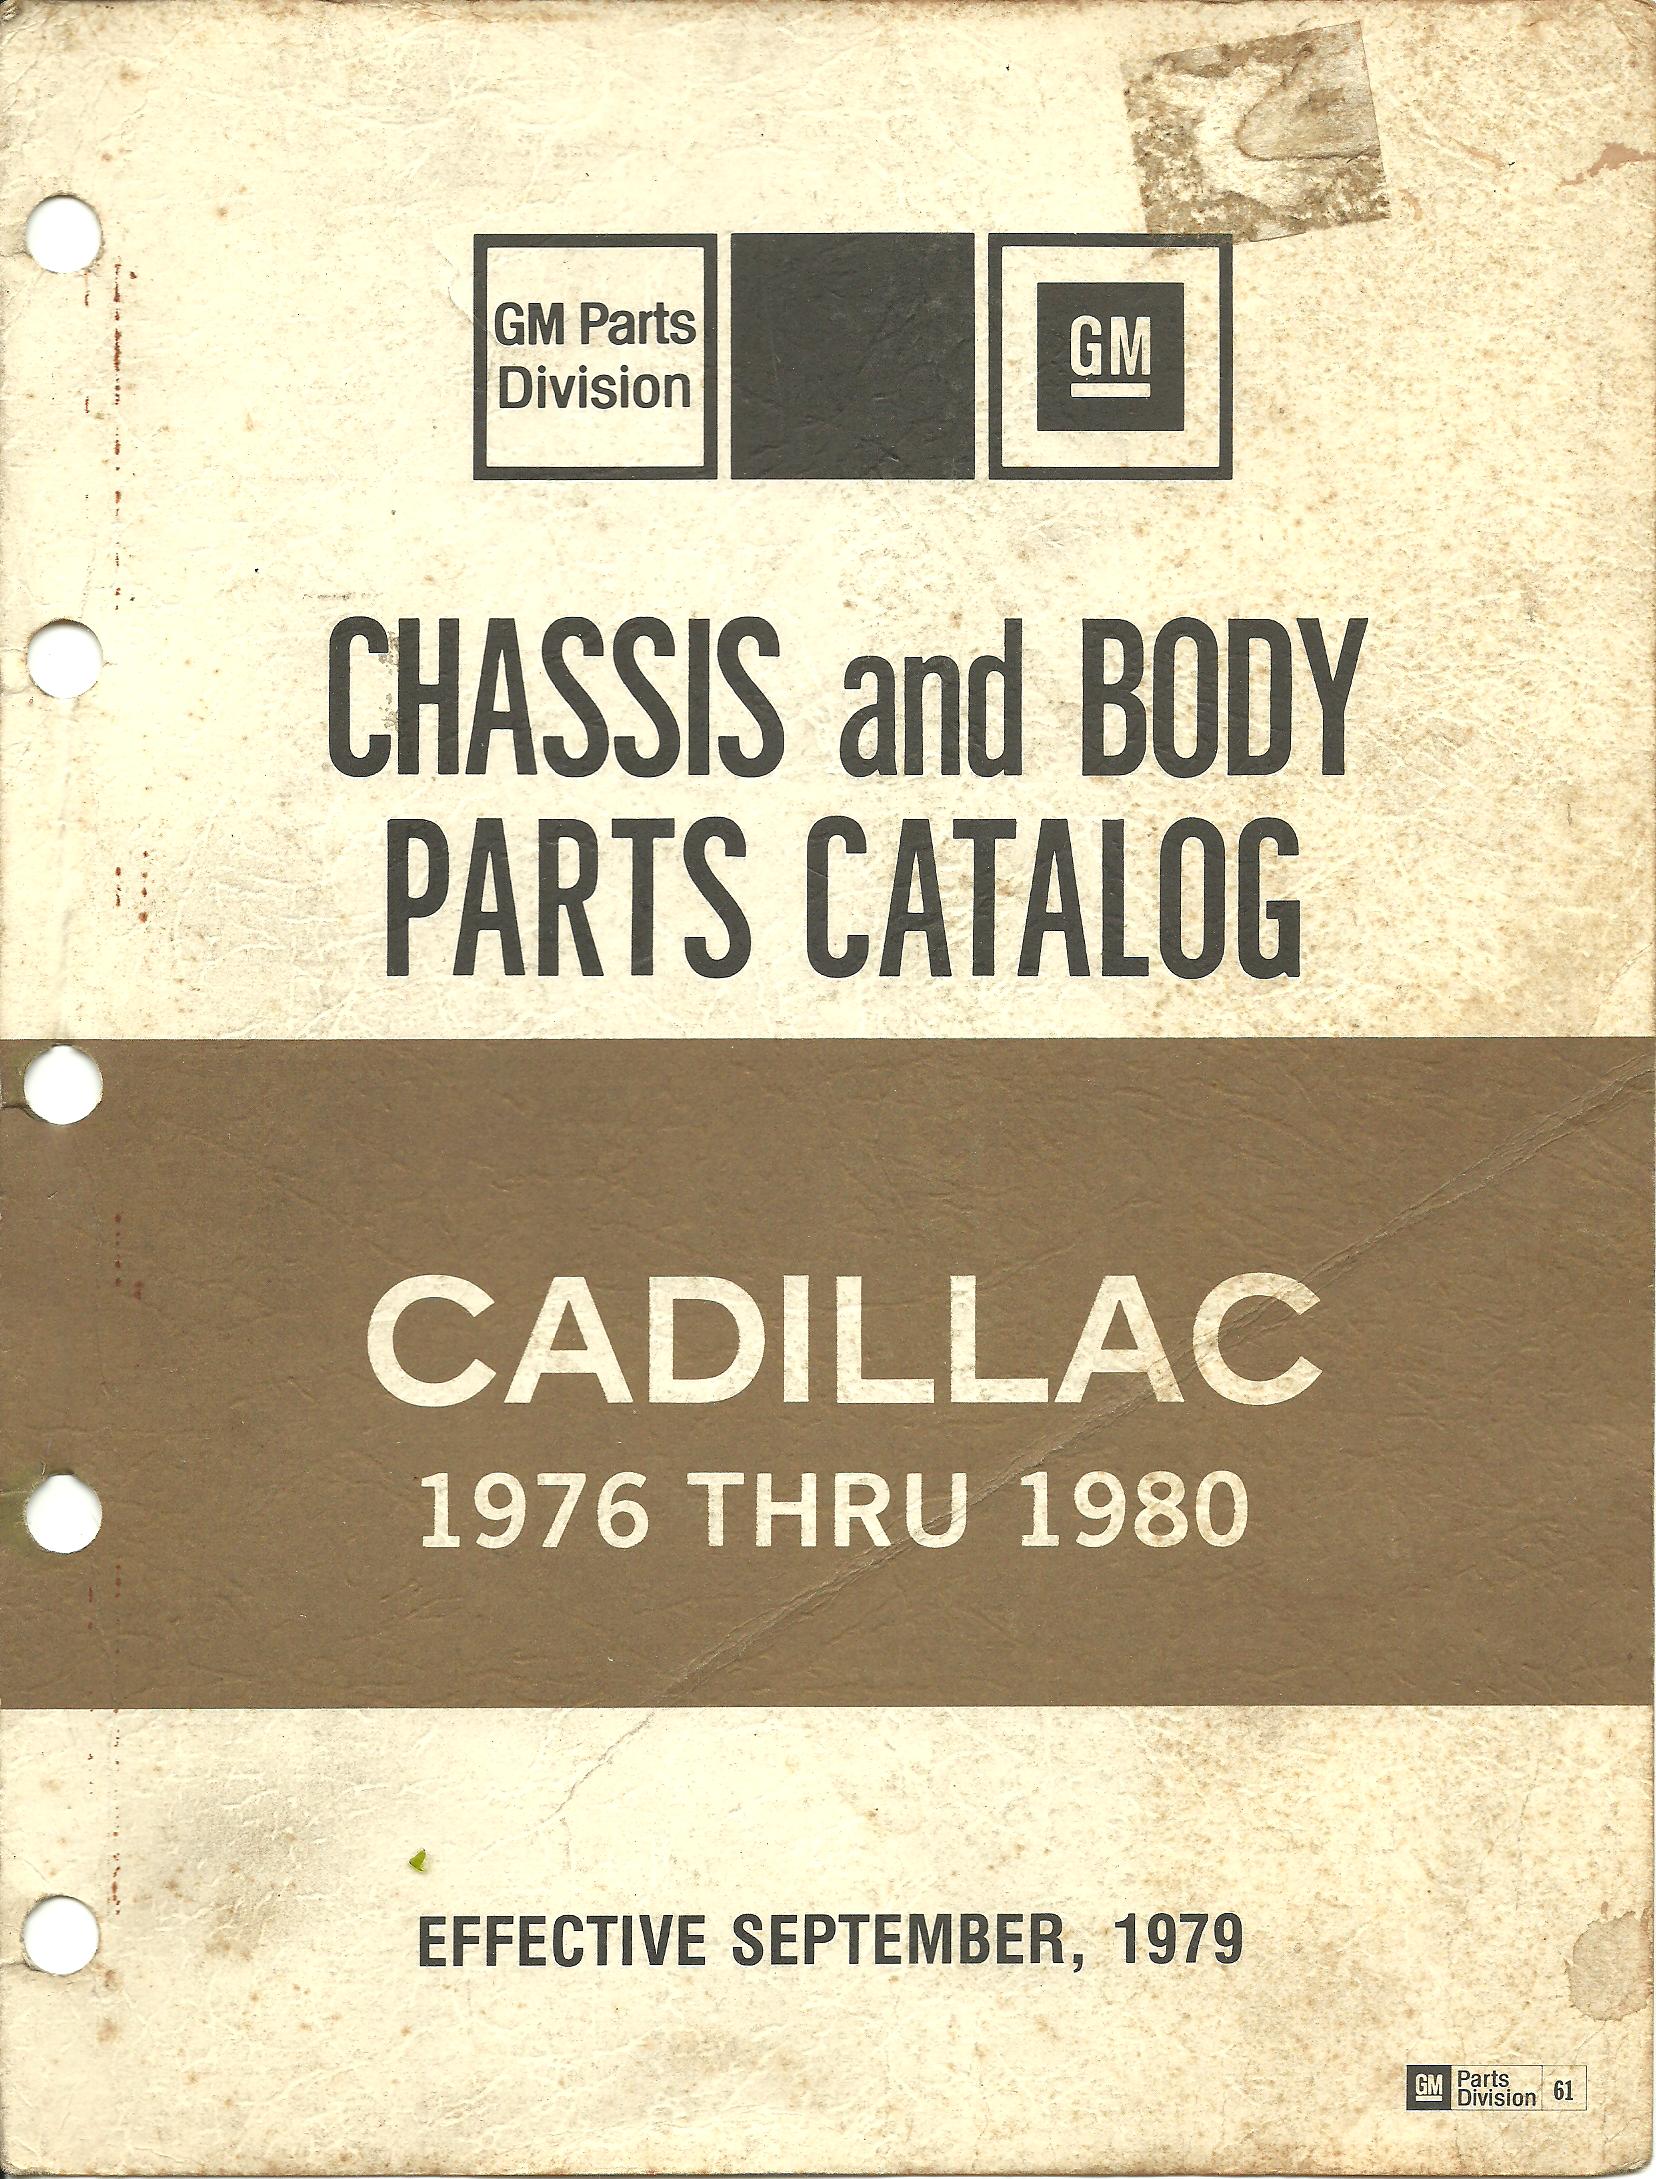 GM Parts
Division
GM
CHASSIS and BODY
PARTS CATALOG
CADILLAC
1976 THRU 1980
EFFECTIVE SEPTEMBER, 1979
GM Parts
Division 61